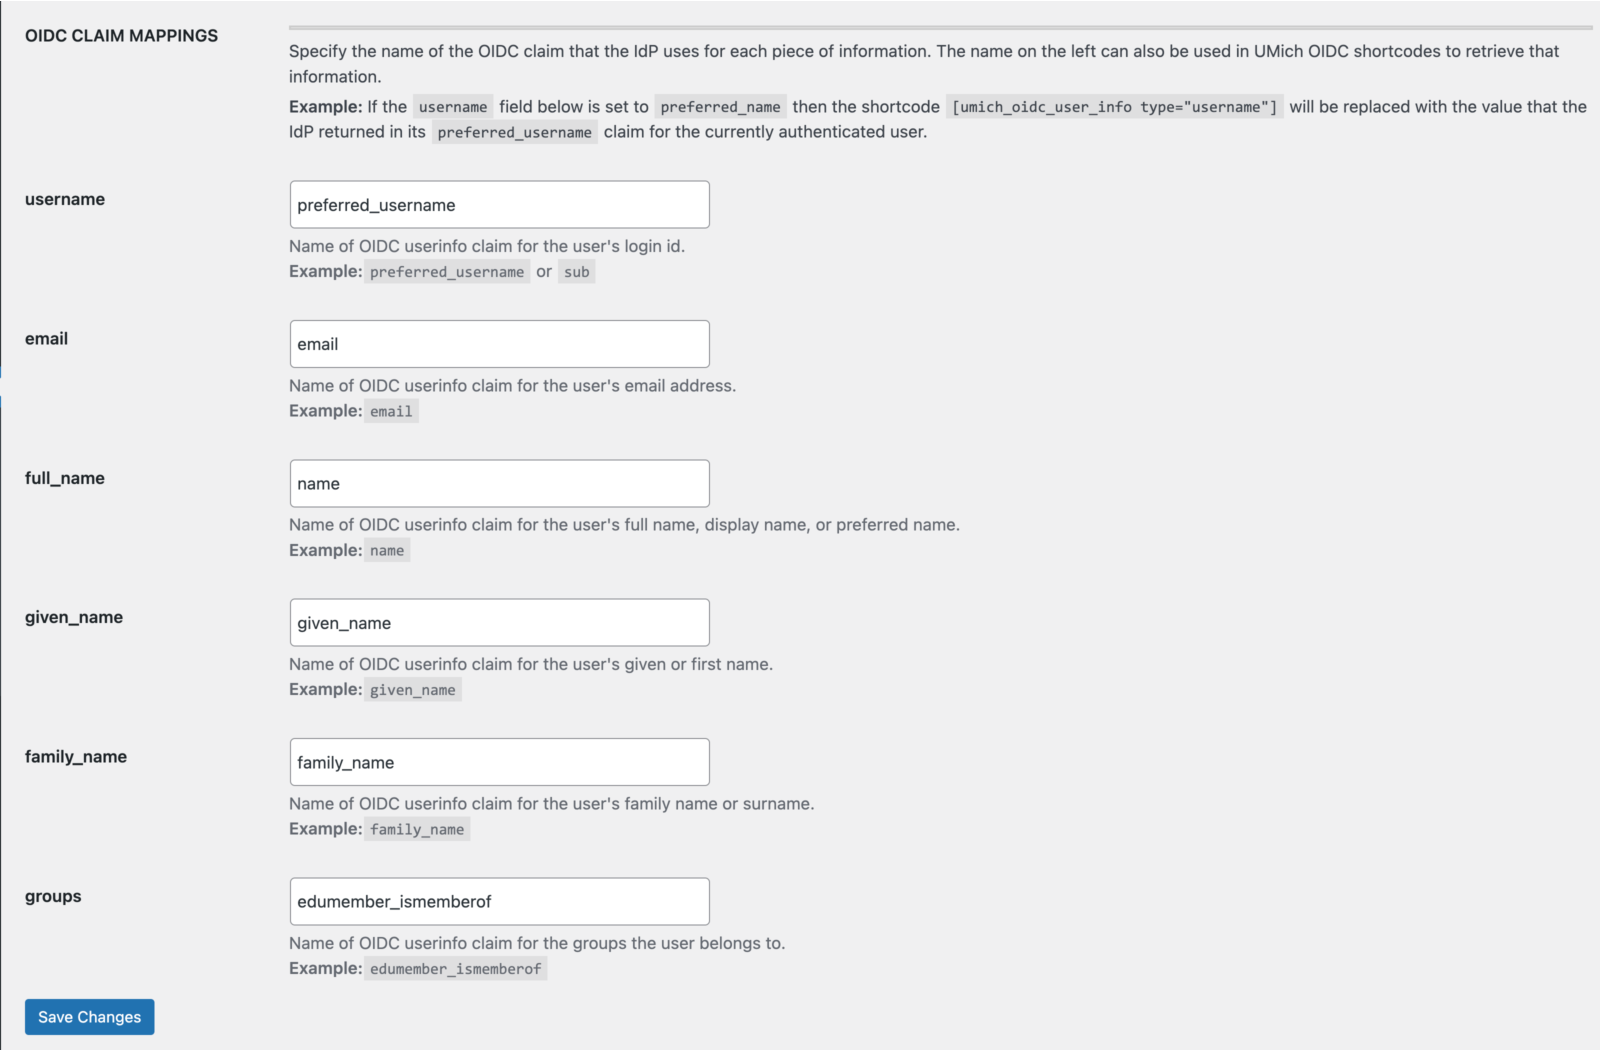 OIDC CLAIM MAPPINGS
Specify the name of the OIDC claim that the IdP uses for each piece of information. The name on the left can also be used in UMich OIDC shortcodes to retrieve that
information.
Example: If the username field below is set to preferred_name then the shortcode [umich_oidc_user_info type="username"] will be replaced with the value that the
IdP returned in its preferred_username claim for the currently authenticated user.
username
preferred_username
Name of OIDC userinfo claim for the user's login id.
Example: preferred_username or sub
email
email
Name of OIDC userinfo claim for the user's email address.
Example: email
full_name
name
Name of OIDC userinfo claim for the user's full name, display name, or preferred name.
Example: name
given_name
given_name
Name of OIDC userinfo claim for the user's given or first name.
Example: given_name
family_name
family_name
Name of OIDC userinfo claim for the user's family name or surname.
Example: family_name
groups
edumember_ismemberof
Name of OIDC userinfo claim for the groups the user belongs to.
Example: edumember_ismemberof
Save Changes